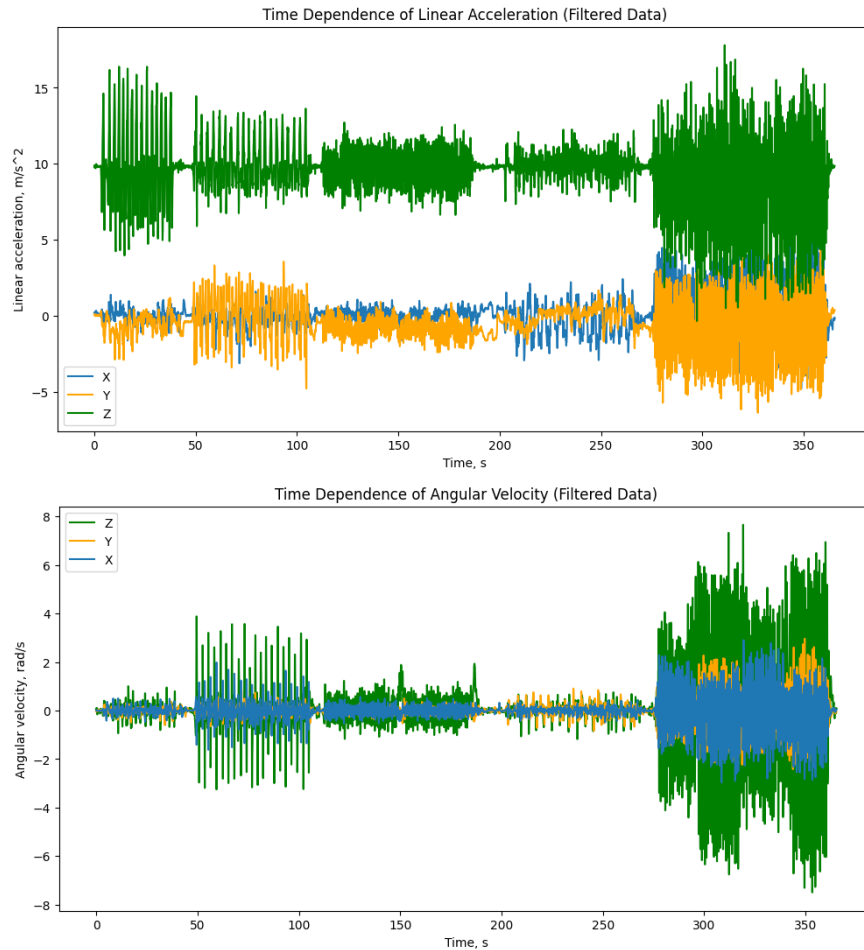 Time Dependence of Linear Acceleration (Filtered Data)
Linear acceleration, m/s^2
15
10
5
0
−5
X
Y
Z
0 50 100 150 200 250 300 350
Time, s
Time Dependence of Angular Velocity (Filtered Data)
Angular velocity, rad/s
8
6
4
2
0
−2
−4
−6
−8
Z
Y
X
0 50 100 150 200 250 300 350
Time, s